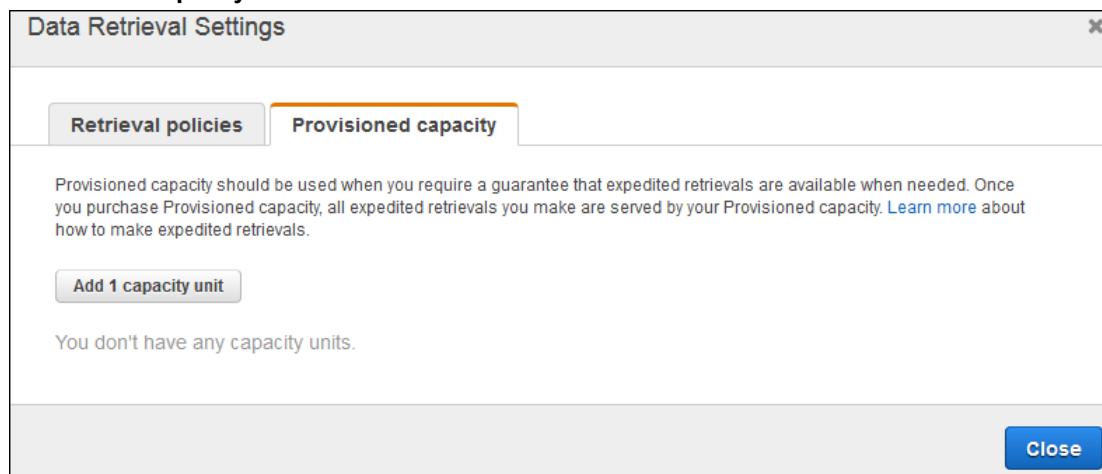 Data Retrieval Settings
Retrieval policies Provisioned capacity
Provisioned capacity should be used when you require a guarantee that expedited retrievals are available when needed. Once
you purchase Provisioned capacity, all expedited retrievals you make are served by your Provisioned capacity. Learn more about
how to make expedited retrievals.
Add 1 capacity unit
You don't have any capacity units.
Close